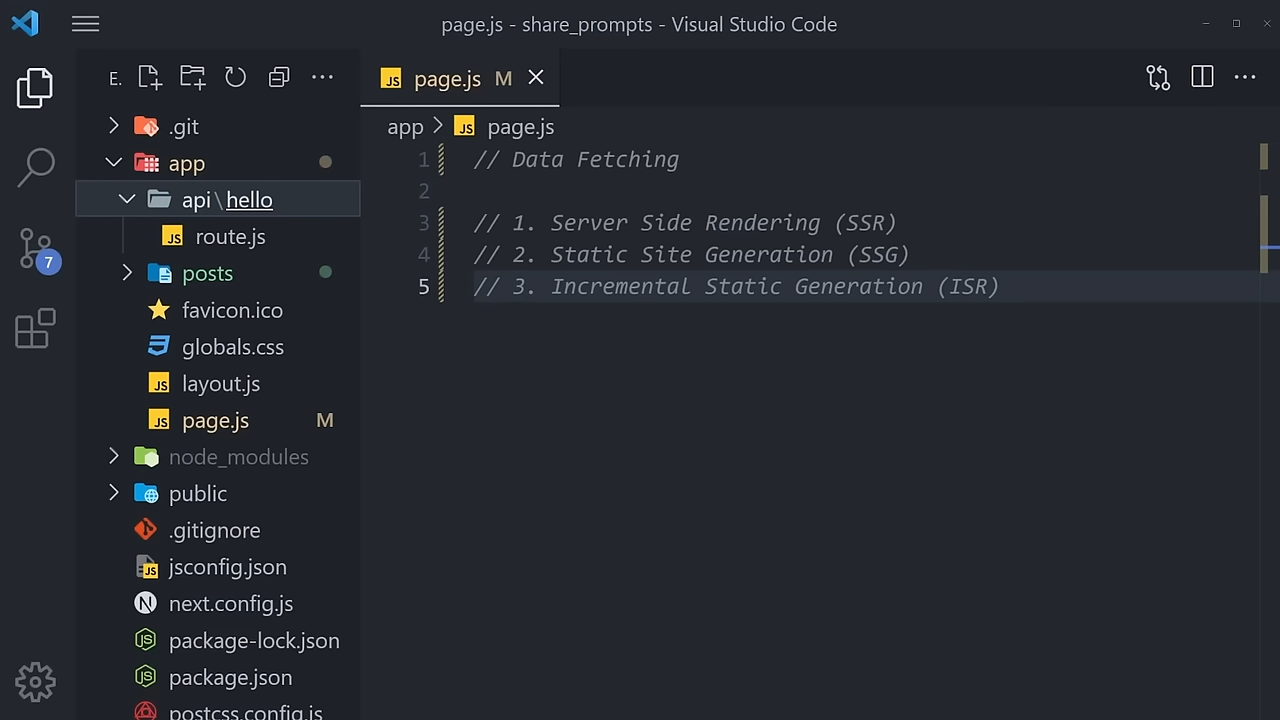 page.js - share_prompts - Visual Studio Code
E.
page.js M
.git
app
api\hello
route.js
posts
favicon.ico
globals.css
layout.js
page.js M
node_modules
public
.gitignore
jsconfig.json
next.config.js
package-lock.json
package.json
postcss.config.js
7
app > page.js
1 // Data Fetching
2
3 // 1. Server Side Rendering (SSR)
4 // 2. Static Site Generation (SSG)
5 // 3. Incremental Static Generation (ISR)